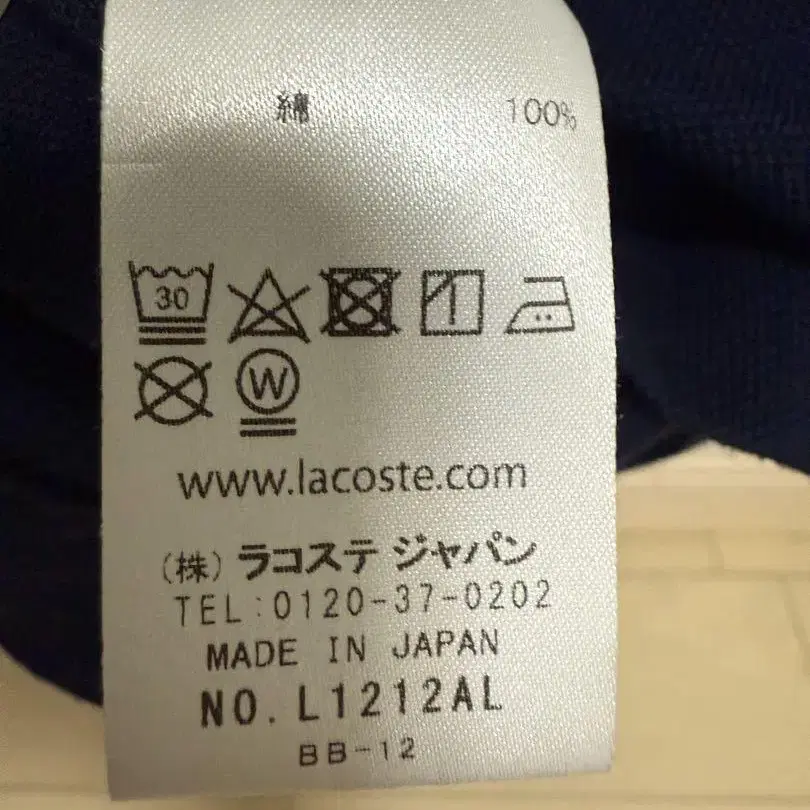 綿 100%
30
W
www.lacoste.com
(株) ラコステ ジャパン
TEL:0120-37-0202
MADE IN JAPAN
NO. L1212AL
BB-12